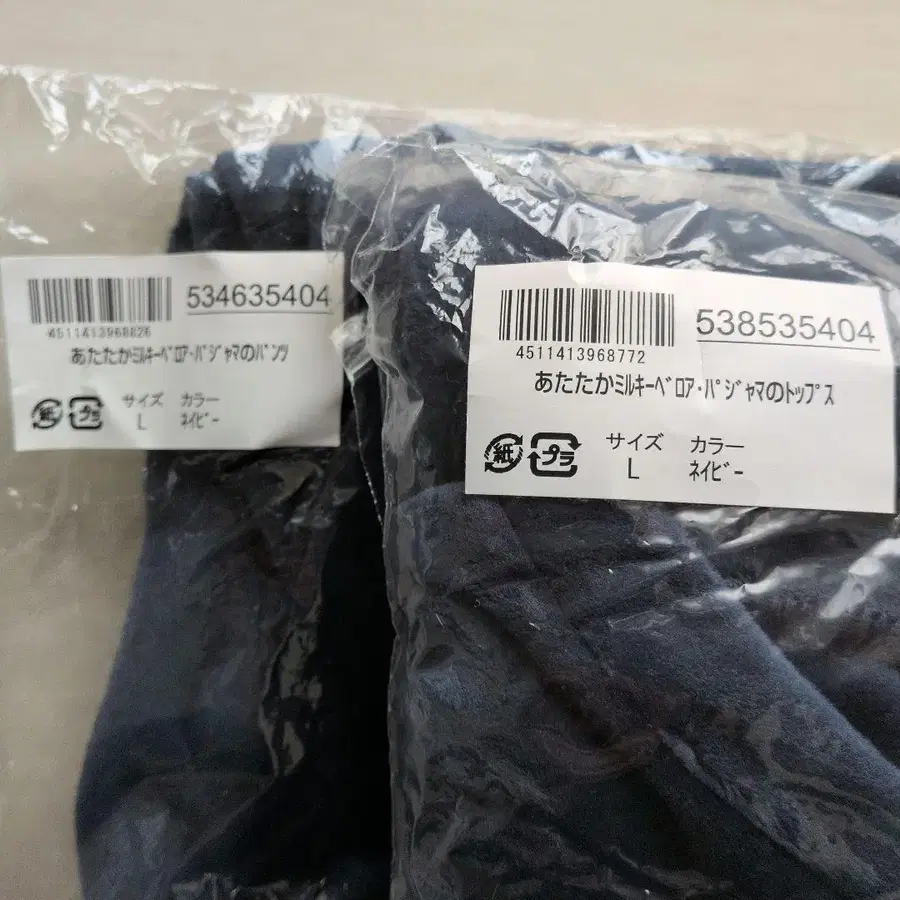 534635404
4511413968826
あたたかミルキーベロア・パジャマのパンツ
紙 プラ
サイズ カラー
L ネイビー
538535404
4511413968772
あたたかミルキーベロア・パジャマのトップス
紙 プラ
サイズ カラー
L ネイビー